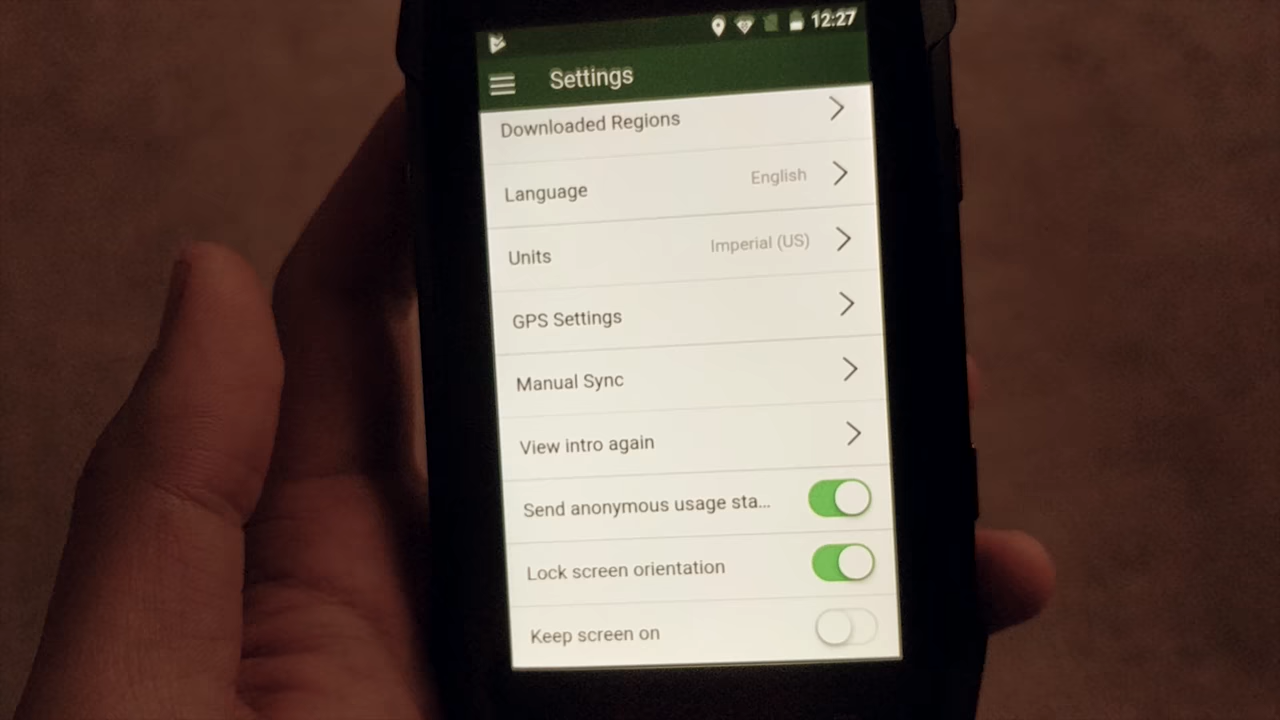 12:27
Settings
Downloaded Regions
Language English
Units Imperial (US)
GPS Settings
Manual Sync
View intro again
Send anonymous usage sta...
Lock screen orientation
Keep screen on